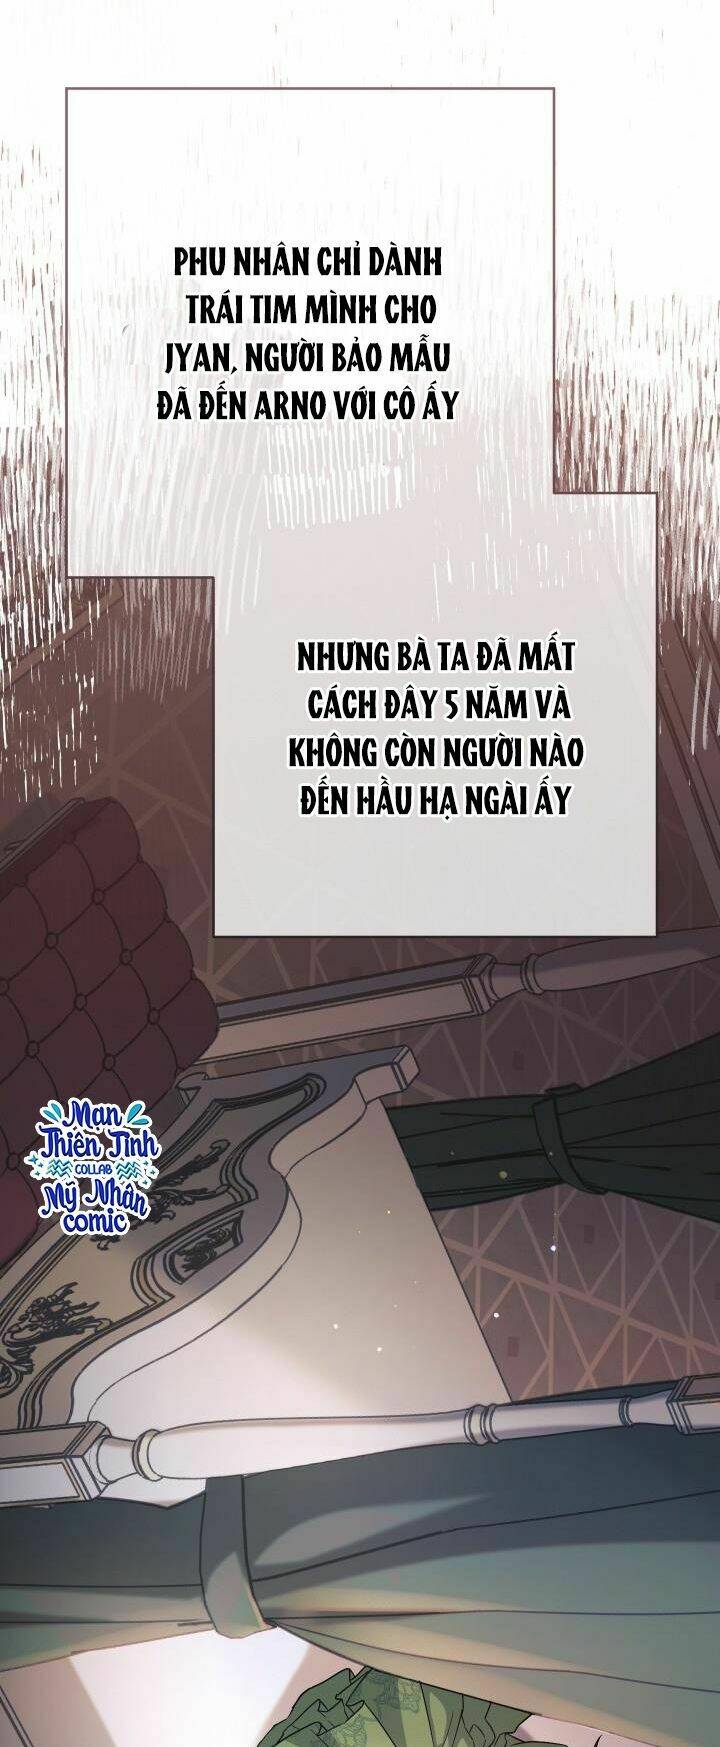 PHU NHÂN CHỈ DÀNH
TRÁI TIM MÌNH CHO
JYAN, NGƯỜI BẢO MẪU
ĐÃ ĐẾN ARNO VỚI CÔ ẤY
NHƯNG BÀ TA ĐÃ MẤT
CÁCH ĐÂY 5 NĂM VÀ
KHÔNG CÒN NGƯỜI NÀO
ĐẾN HẦU HẠ NGÀI ẤY
Mạn
Thiên Tinh
COLLAB
Mỹ Nhân
comic